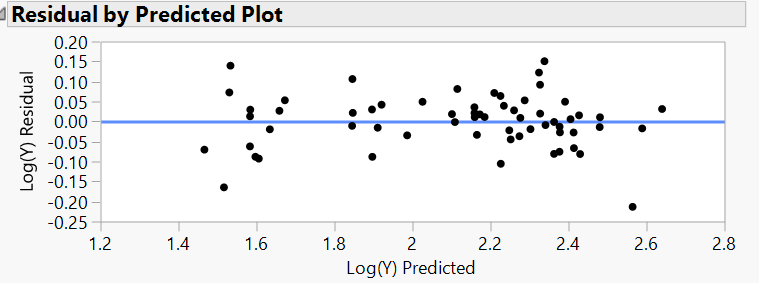 Residual by Predicted Plot
0.20
0.15
0.10
0.05
0.00
-0.05
-0.10
-0.15
-0.20
-0.25
Log(Y) Residual
1.2 1.4 1.6 1.8 2 2.2 2.4 2.6 2.8
Log(Y) Predicted